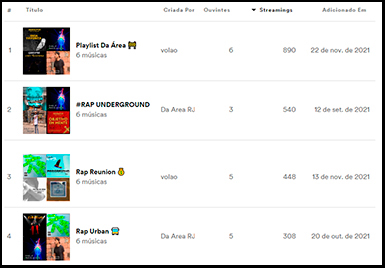 # Título Criada Por Ouvintes Streamings Adicionado Em
1 Playlist Da Área 🚧 volao 6 890 22 de nov. de 2021
6 músicas
2 #RAP UNDERGROUND Da Area RJ 3 540 12 de set. de 2021
6 músicas
OBJETIVO
EM MENTE
3 Rap Reunion 💰 volao 5 448 13 de nov. de 2021
6 músicas
4 Rap Urban 🚍 Da Area RJ 5 308 20 de out. de 2021
6 músicas